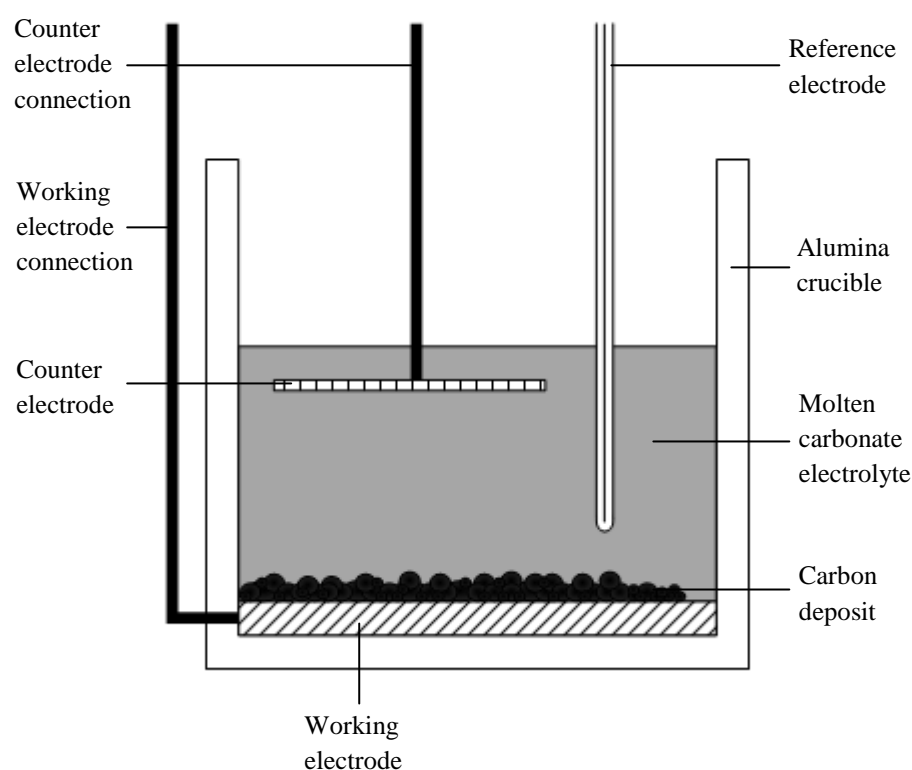 Counter
electrode
connection
Reference
electrode
Working
electrode
connection
Alumina
crucible
Counter
electrode
Molten
carbonate
electrolyte
Carbon
deposit
Working
electrode